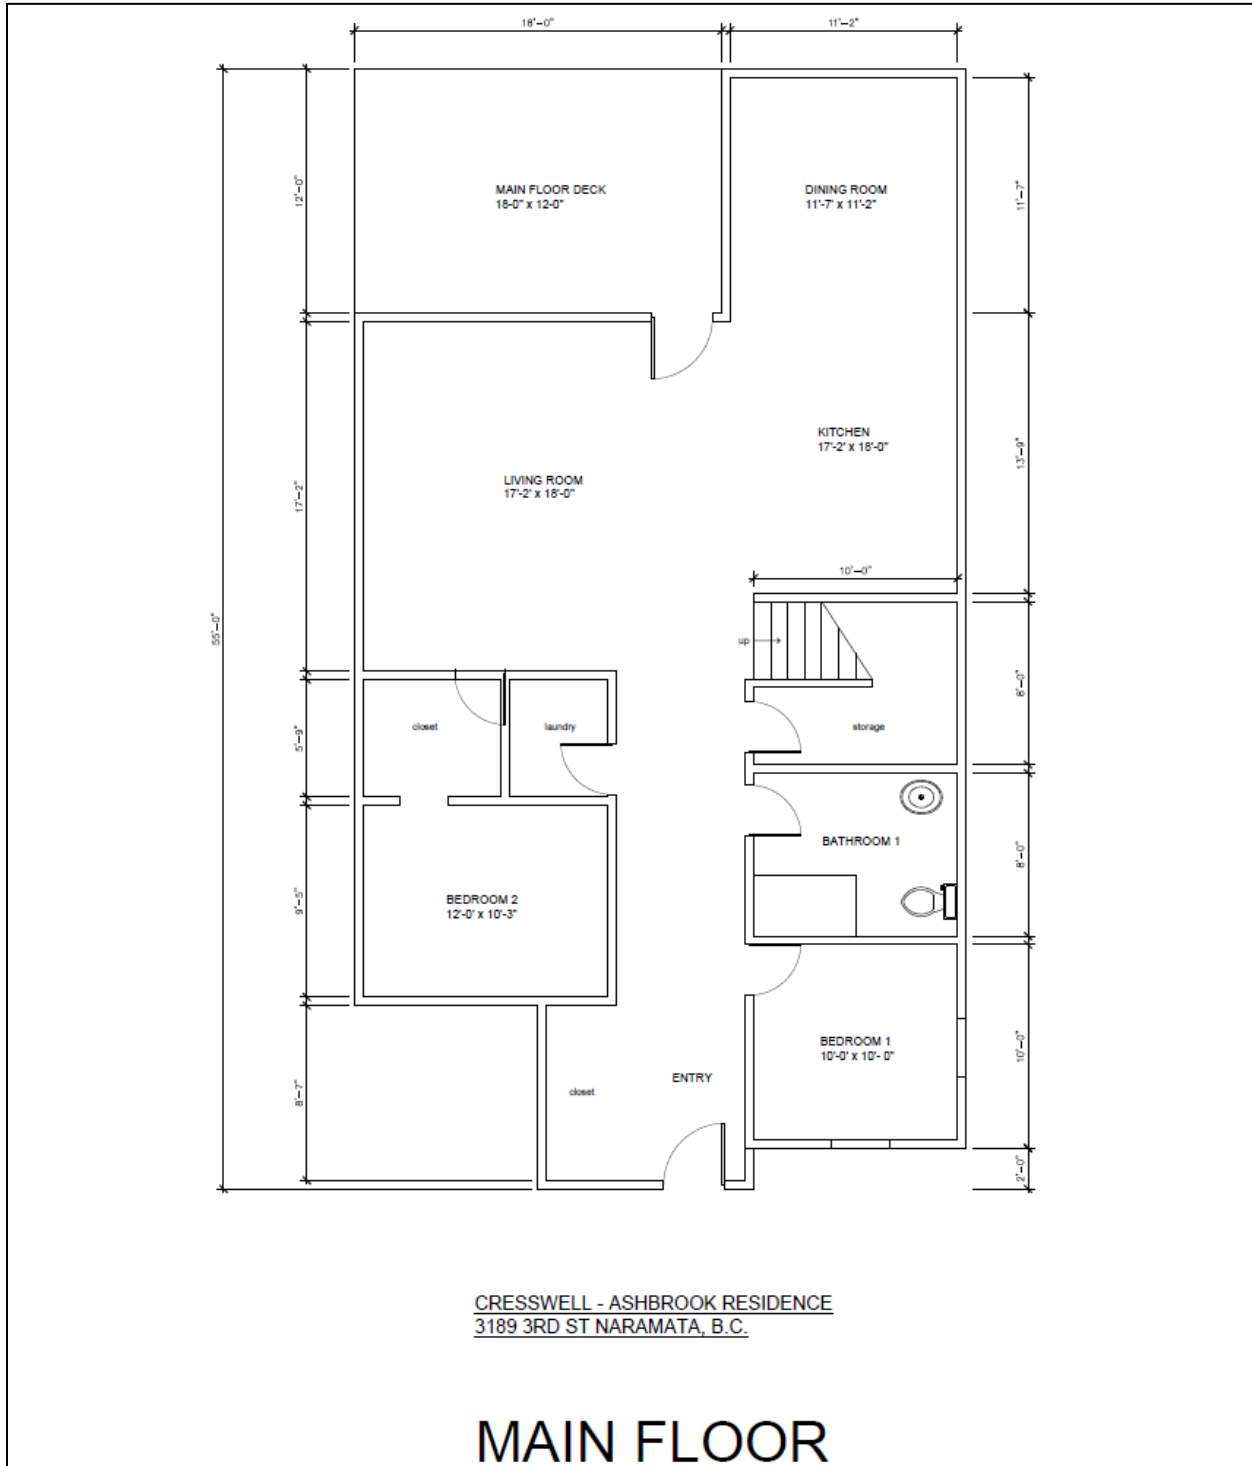 18'-0"
11'-2"
12'-0"
MAIN FLOOR DECK
18-0" x 12-0"
DINING ROOM
11'-7' x 11'-2"
11'-7"
KITCHEN
17'-2' x 18'-0"
13'-9"
LIVING ROOM
17'-2' x 18'-0"
17'-2"
10'-0"
55'-0"
up
8'-0"
closet
laundry
storage
5'-9"
BATHROOM 1
8'-0"
BEDROOM 2
12'-0' x 10'-3"
9'-5"
BEDROOM 1
10'-0' x 10'- 0"
10'-0"
ENTRY
closet
8'-7"
2'-0"
CRESSWELL - ASHBROOK RESIDENCE
3189 3RD ST NARAMATA, B.C.
MAIN FLOOR